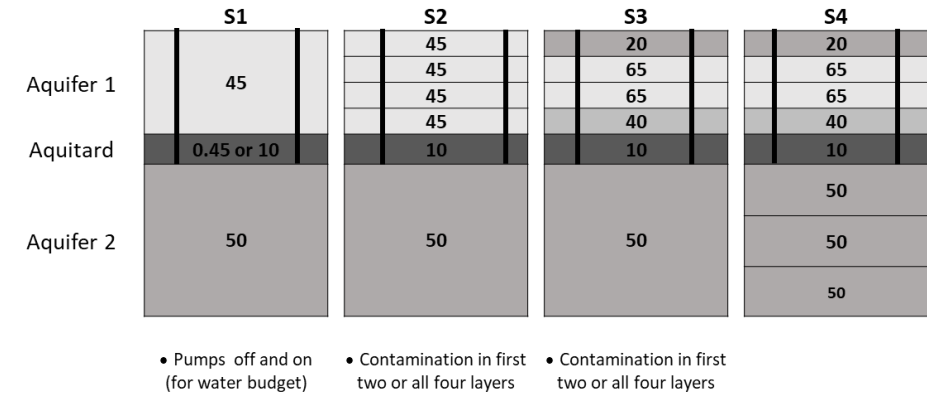 S1 S2 S3 S4
45 20 20
45 65 65
Aquifer 1 45
45 65 65
45 40 40
Aquitard 0.45 or 10 10 10 10
50
Aquifer 2 50 50 50 50
50
• Pumps off and on • Contamination in first • Contamination in first
(for water budget) two or all four layers two or all four layers